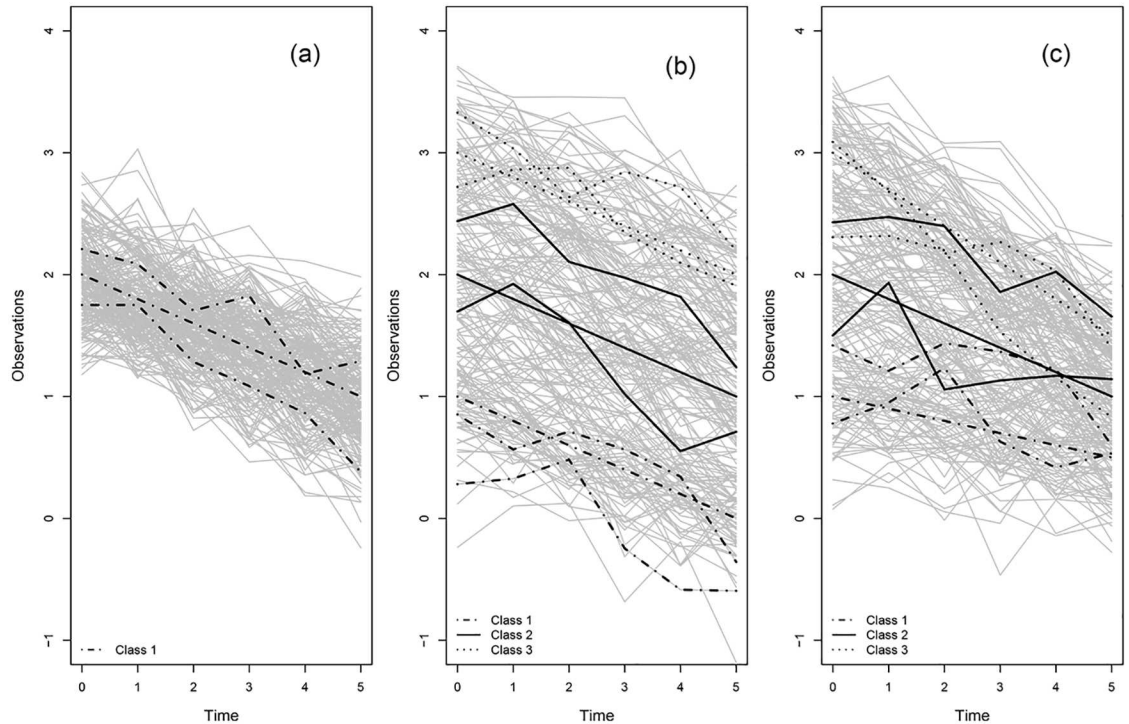 (a)
Observations
4
3
2
1
0
−1
Class 1
0 1 2 3 4 5
Time
(b)
Observations
4
3
2
1
0
−1
Class 1
Class 2
Class 3
0 1 2 3 4 5
Time
(c)
Observations
4
3
2
1
0
−1
Class 1
Class 2
Class 3
0 1 2 3 4 5
Time